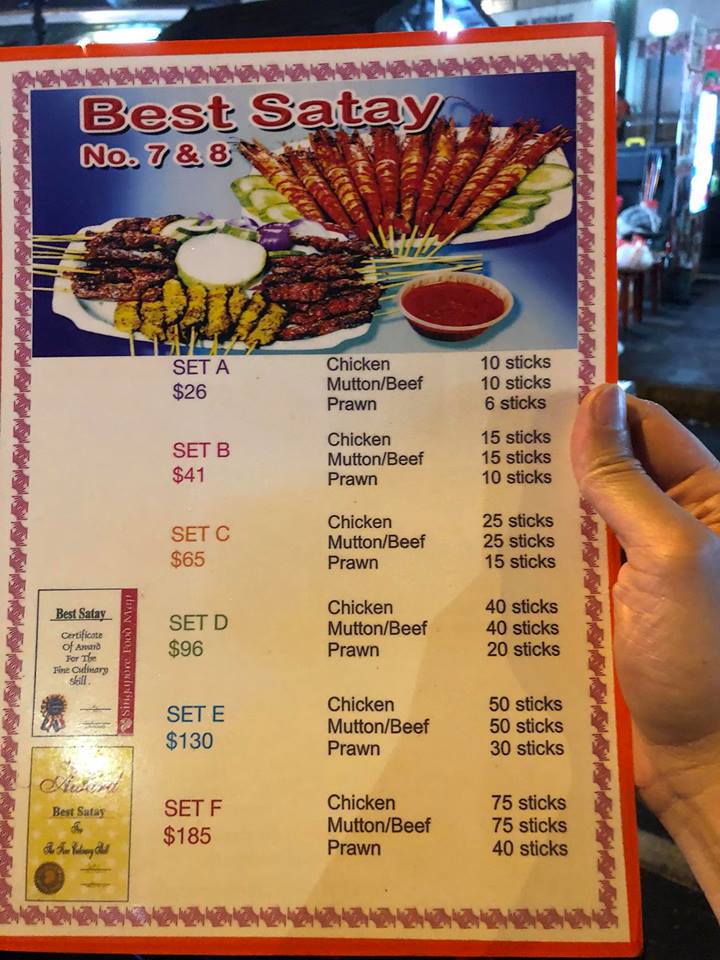 Best Satay
No. 7 & 8
SET A
$26
Chicken 10 sticks
Mutton/Beef 10 sticks
Prawn 6 sticks
SET B
$41
Chicken 15 sticks
Mutton/Beef 15 sticks
Prawn 10 sticks
SET C
$65
Chicken 25 sticks
Mutton/Beef 25 sticks
Prawn 15 sticks
SET D
$96
Chicken 40 sticks
Mutton/Beef 40 sticks
Prawn 20 sticks
SET E
$130
Chicken 50 sticks
Mutton/Beef 50 sticks
Prawn 30 sticks
SET F
$185
Chicken 75 sticks
Mutton/Beef 75 sticks
Prawn 40 sticks
Best Satay
Certificate
Of Award
For The
Fine Culinary
Skill.
Singapore Food Map
Award
Best Satay
For
The Fine Culinary Skill